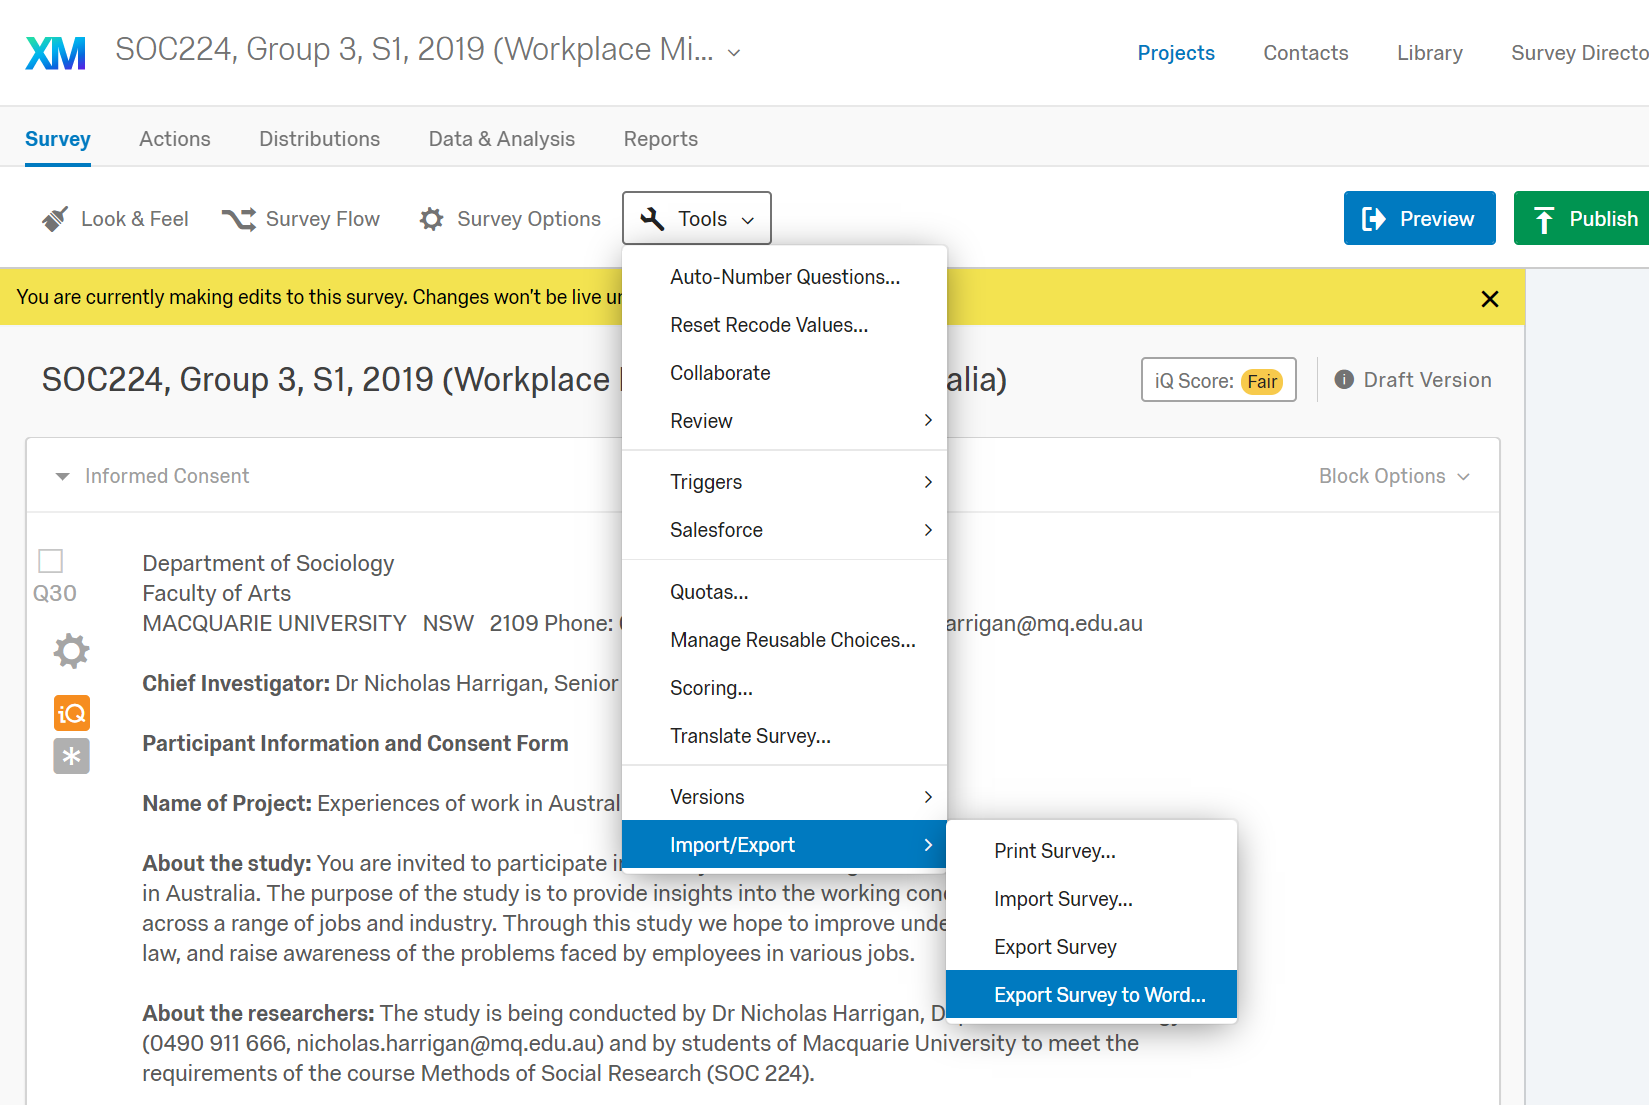 XM SOC224, Group 3, S1, 2019 (Workplace Mi... Projects Contacts Library Survey Directo
Survey Actions Distributions Data & Analysis Reports
Look & Feel Survey Flow Survey Options Tools Preview Publish
You are currently making edits to this survey. Changes won't be live
SOC224, Group 3, S1, 2019 (Workplace alia) iQ Score: Fair Draft Version
Informed Consent Block Options
Q30
iQ
*
Department of Sociology
Faculty of Arts
MACQUARIE UNIVERSITY NSW 2109 Phone: arrigan@mq.edu.au
Chief Investigator: Dr Nicholas Harrigan, Senior
Participant Information and Consent Form
Name of Project: Experiences of work in Austral
About the study: You are invited to participate
in Australia. The purpose of the study is to provide insights into the working con
across a range of jobs and industry. Through this study we hope to improve unde
law, and raise awareness of the problems faced by employees in various jobs.
About the researchers: The study is being conducted by Dr Nicholas Harrigan, D
(0490 911 666, nicholas.harrigan@mq.edu.au) and by students of Macquarie University to meet the
requirements of the course Methods of Social Research (SOC 224).
Auto-Number Questions...
Reset Recode Values...
Collaborate
Review
Triggers
Salesforce
Quotas...
Manage Reusable Choices...
Scoring...
Translate Survey...
Versions
Import/Export
Print Survey...
Import Survey...
Export Survey
Export Survey to Word...